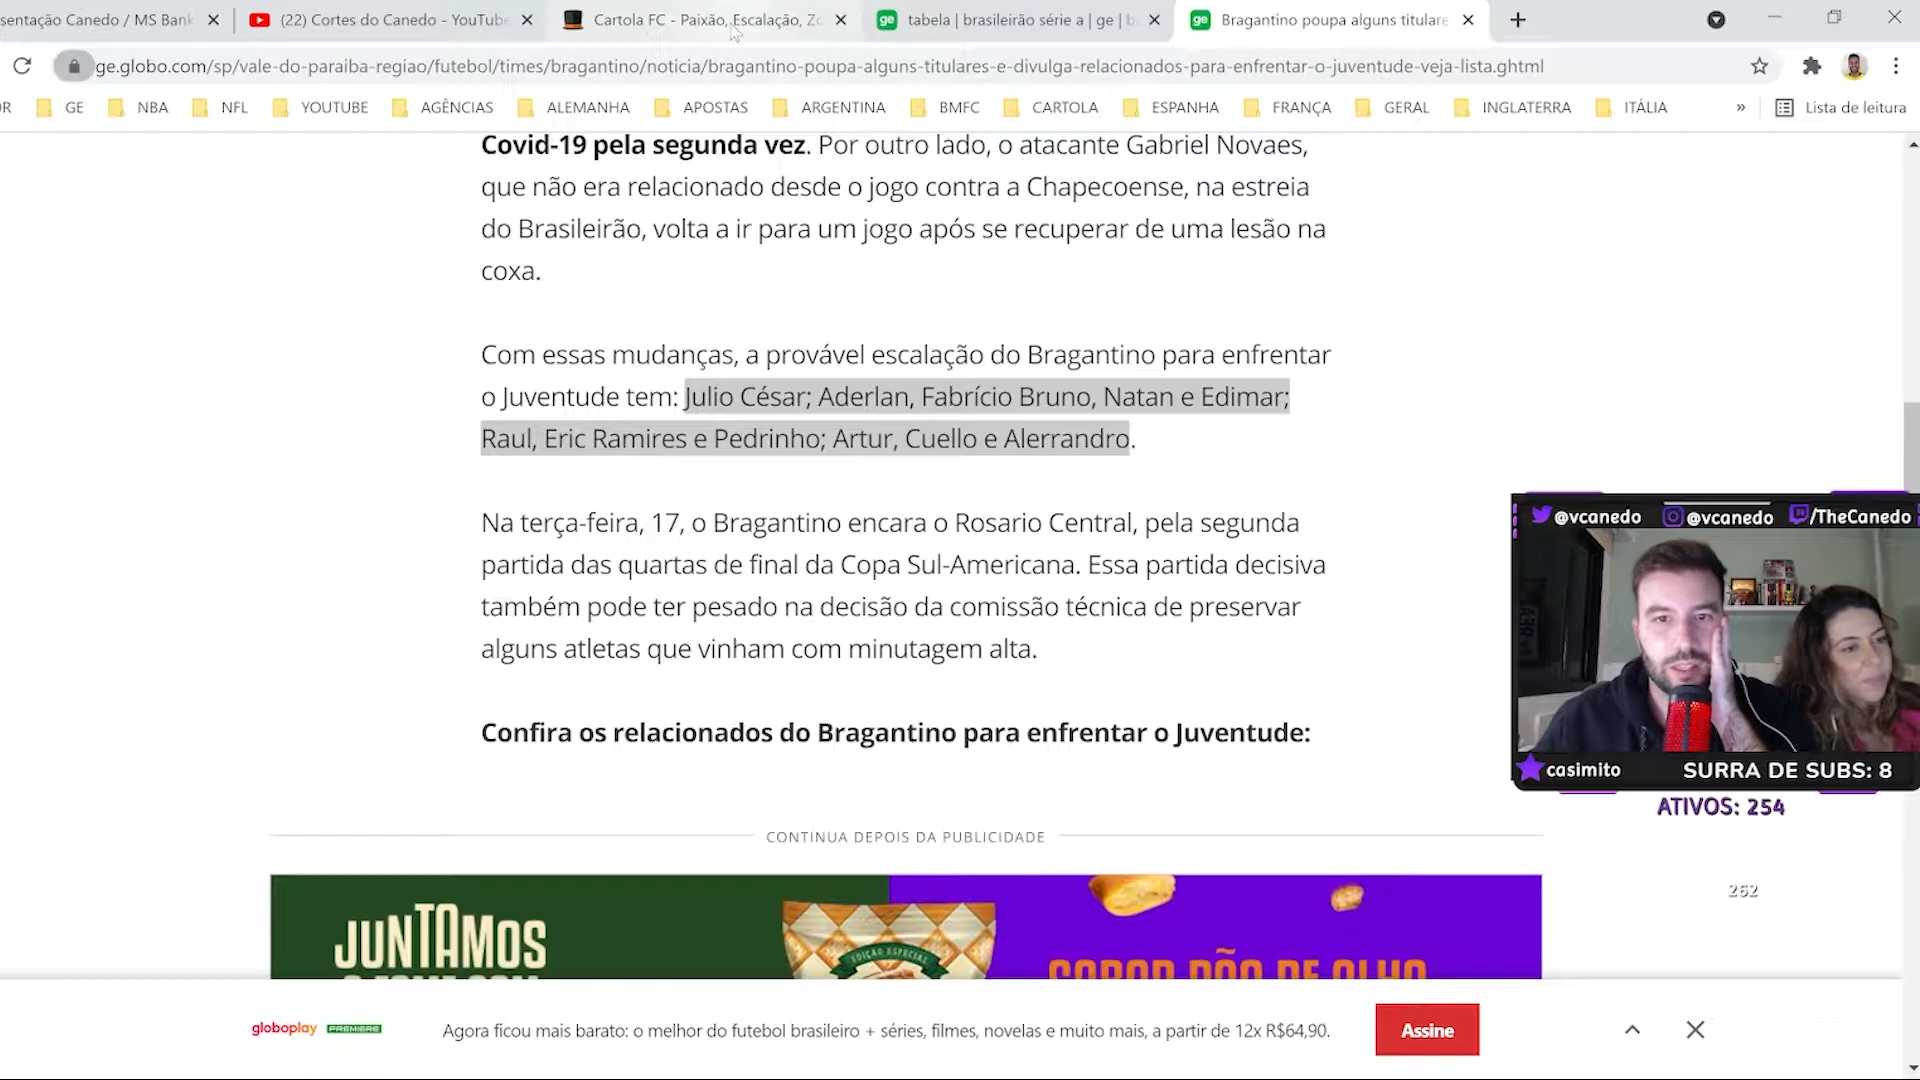 sentação Canedo / MS Bank
(22) Cortes do Canedo - YouTube
Cartola FC - Paixão, Escalação, Zo
ge tabela | brasileirão série a | ge | b
ge Bragantino poupa alguns titulare
ge.globo.com/sp/vale-do-paraiba-regiao/futebol/times/bragantino/noticia/bragantino-poupa-alguns-titulares-e-divulga-relacionados-para-enfrentar-o-juventude-veja-lista.ghtml
OR GE NBA NFL YOUTUBE AGÊNCIAS ALEMANHA APOSTAS ARGENTINA BMFC CARTOLA ESPANHA FRANÇA GERAL INGLATERRA ITÁLIA » Lista de leitura
Covid-19 pela segunda vez. Por outro lado, o atacante Gabriel Novaes,
que não era relacionado desde o jogo contra a Chapecoense, na estreia
do Brasileirão, volta a ir para um jogo após se recuperar de uma lesão na
coxa.
Com essas mudanças, a provável escalação do Bragantino para enfrentar
o Juventude tem: Julio César; Aderlan, Fabrício Bruno, Natan e Edimar;
Raul, Eric Ramires e Pedrinho; Artur, Cuello e Alerrandro.
Na terça-feira, 17, o Bragantino encara o Rosario Central, pela segunda
partida das quartas de final da Copa Sul-Americana. Essa partida decisiva
também pode ter pesado na decisão da comissão técnica de preservar
alguns atletas que vinham com minutagem alta.
Confira os relacionados do Bragantino para enfrentar o Juventude:
@vcanedo @vcanedo /TheCanedo
casimito SURRA DE SUBS: 8
ATIVOS: 254
CONTINUA DEPOIS DA PUBLICIDADE
262
JUNTAMOS
EDIÇÃO ESPECIAL
SABOR PÃO DE ALHO
globoplay PREMIERE Agora ficou mais barato: o melhor do futebol brasileiro + séries, filmes, novelas e muito mais, a partir de 12x R$64,90. Assine